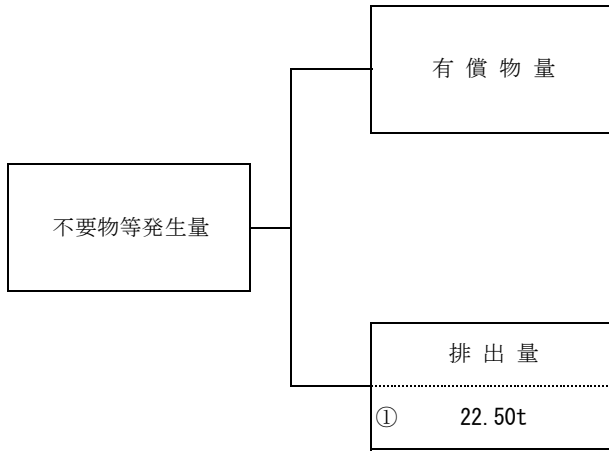 有 償 物 量
不要物等発生量
排 出 量
① 22.50t